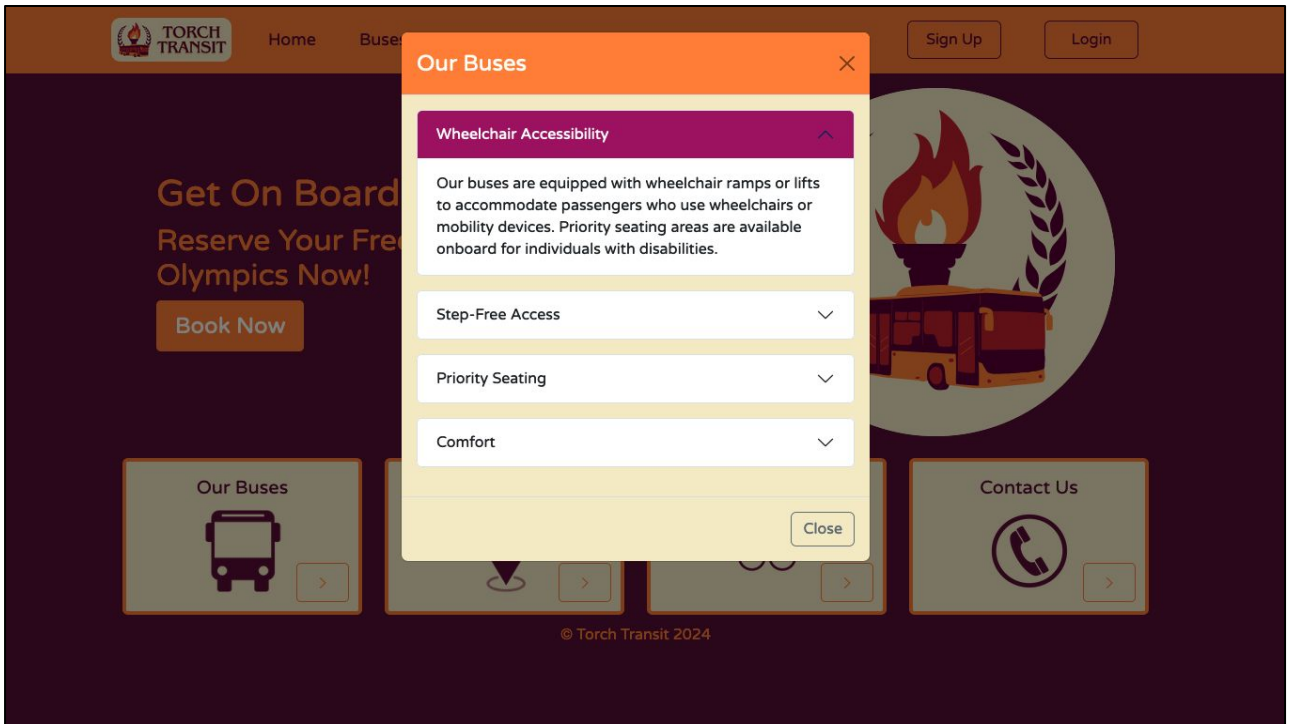 TORCH
TRANSIT
Home
Buses
Sign Up
Login
Our Buses
Wheelchair Accessibility
Our buses are equipped with wheelchair ramps or lifts
to accommodate passengers who use wheelchairs or
mobility devices. Priority seating areas are available
onboard for individuals with disabilities.
Step-Free Access
Priority Seating
Comfort
Close
Get On Board
Reserve Your Free
Olympics Now!
Book Now
Our Buses
Contact Us
© Torch Transit 2024